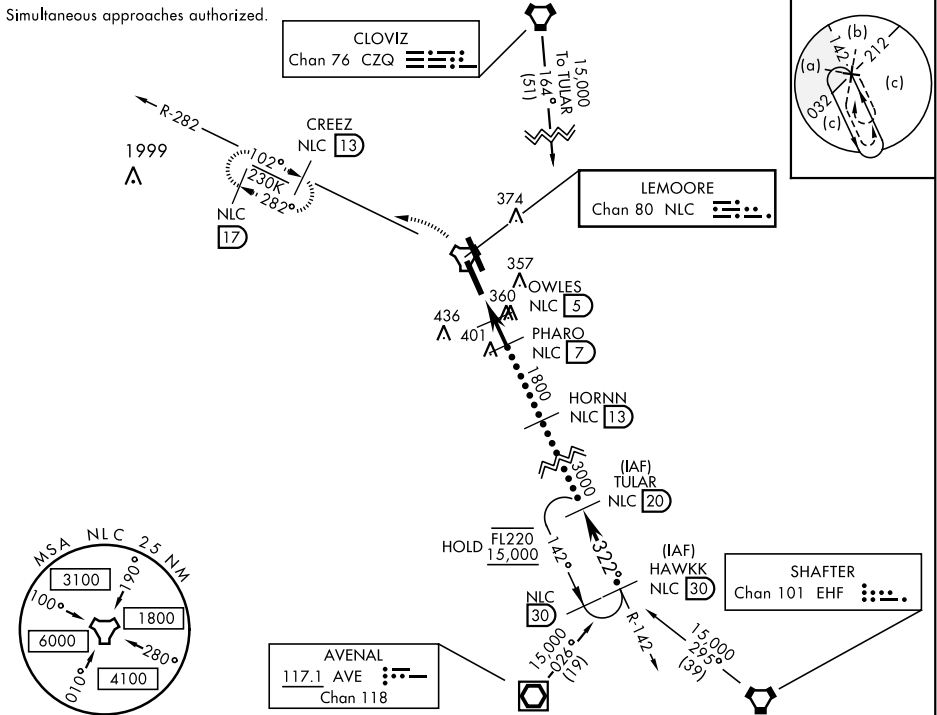 Simultaneous approaches authorized.
CLOVIZ
Chan 76 CZQ
15,000
To TULAR
164°
(51)
(a)
142
(b)
212
(c)
032
(c)
R-282
1999
CREEZ
NLC 13
102°
230K
282°
NLC
17
374
LEMOORE
Chan 80 NLC
357
OWLES
NLC 5
360
436
401
PHARO
NLC 7
1800
HORNN
NLC 13
3000
(IAF)
TULAR
NLC 20
HOLD FL220
15,000
142°
322°
(IAF)
HAWKK
NLC 30
NLC
30
R-142
SHAFTER
Chan 101 EHF
15,000
295°
(39)
15,000
026°
(19)
AVENAL
117.1 AVE
Chan 118
MSA NLC 25 NM
3100
190°
100°
1800
6000
280°
010°
4100